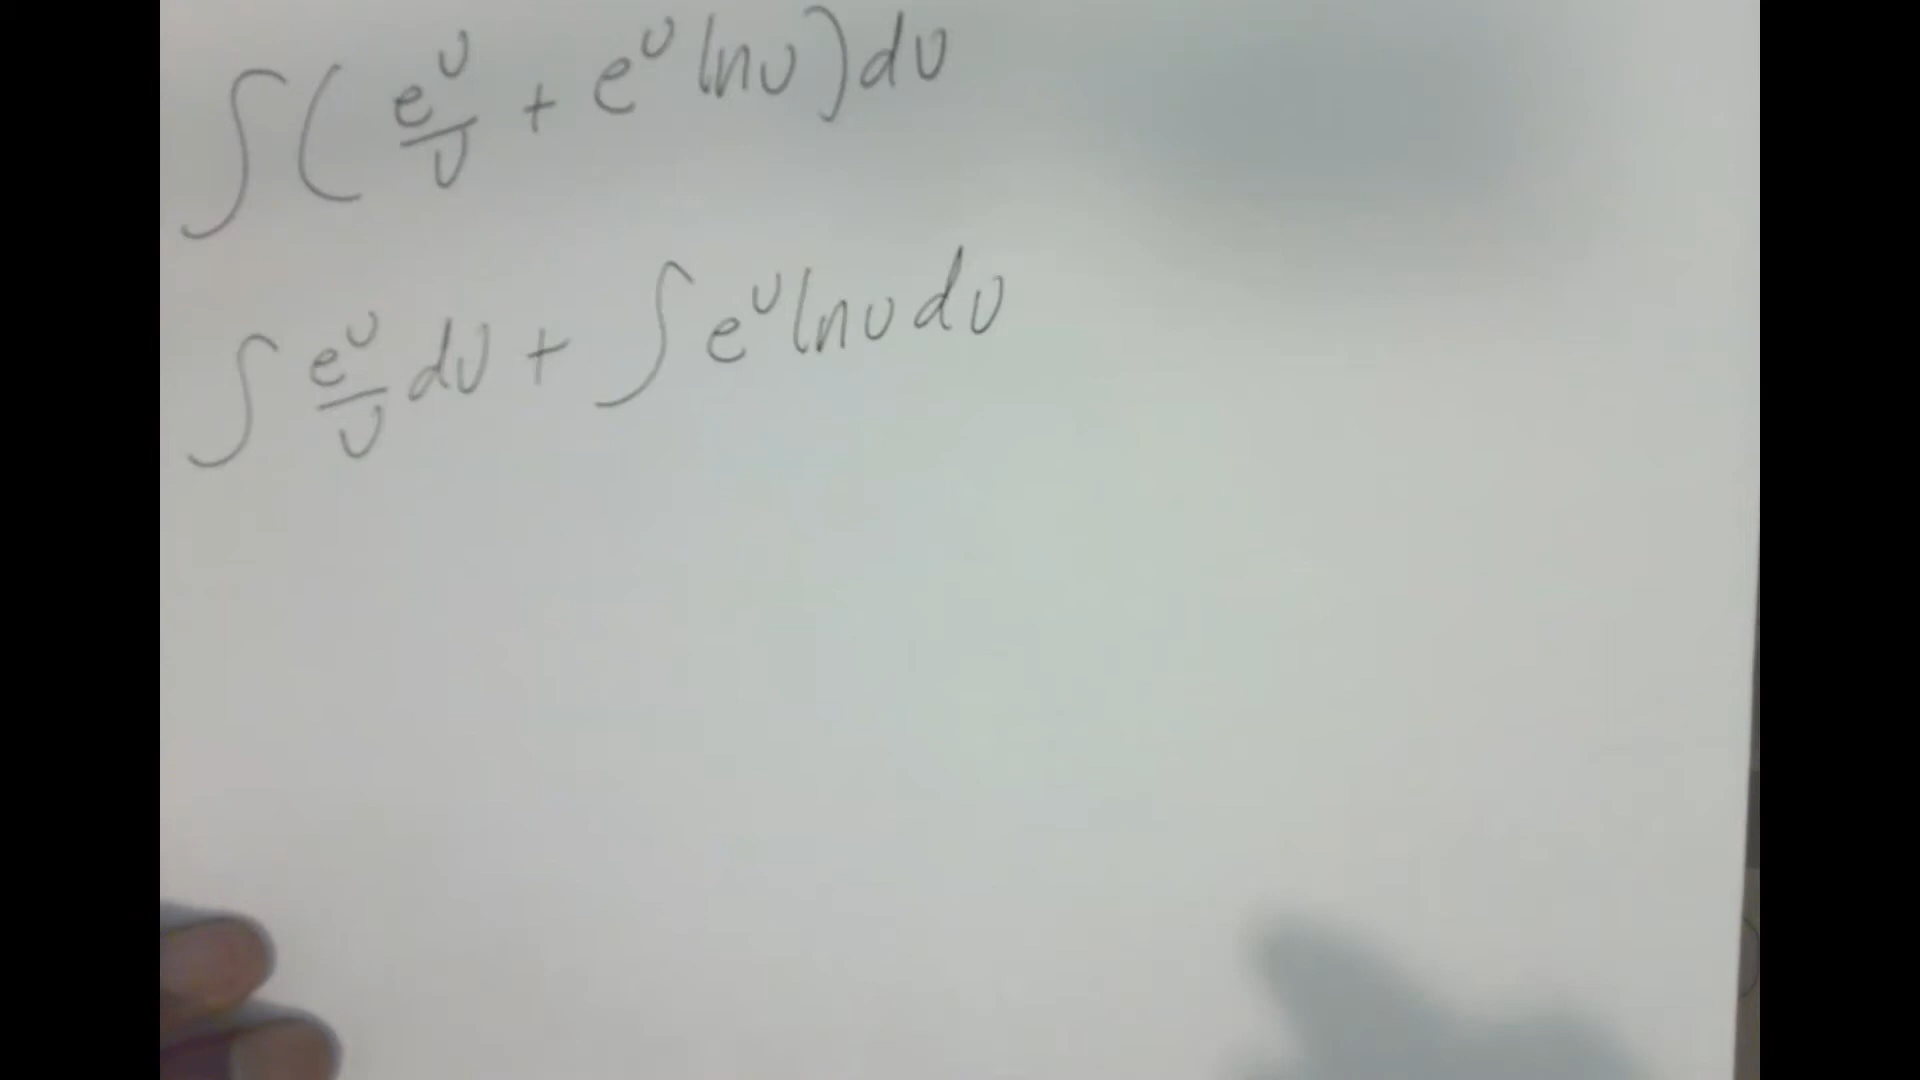 ∫(e^u/u + e^u ln u) du
∫ e^u/u du + ∫ e^u ln u du